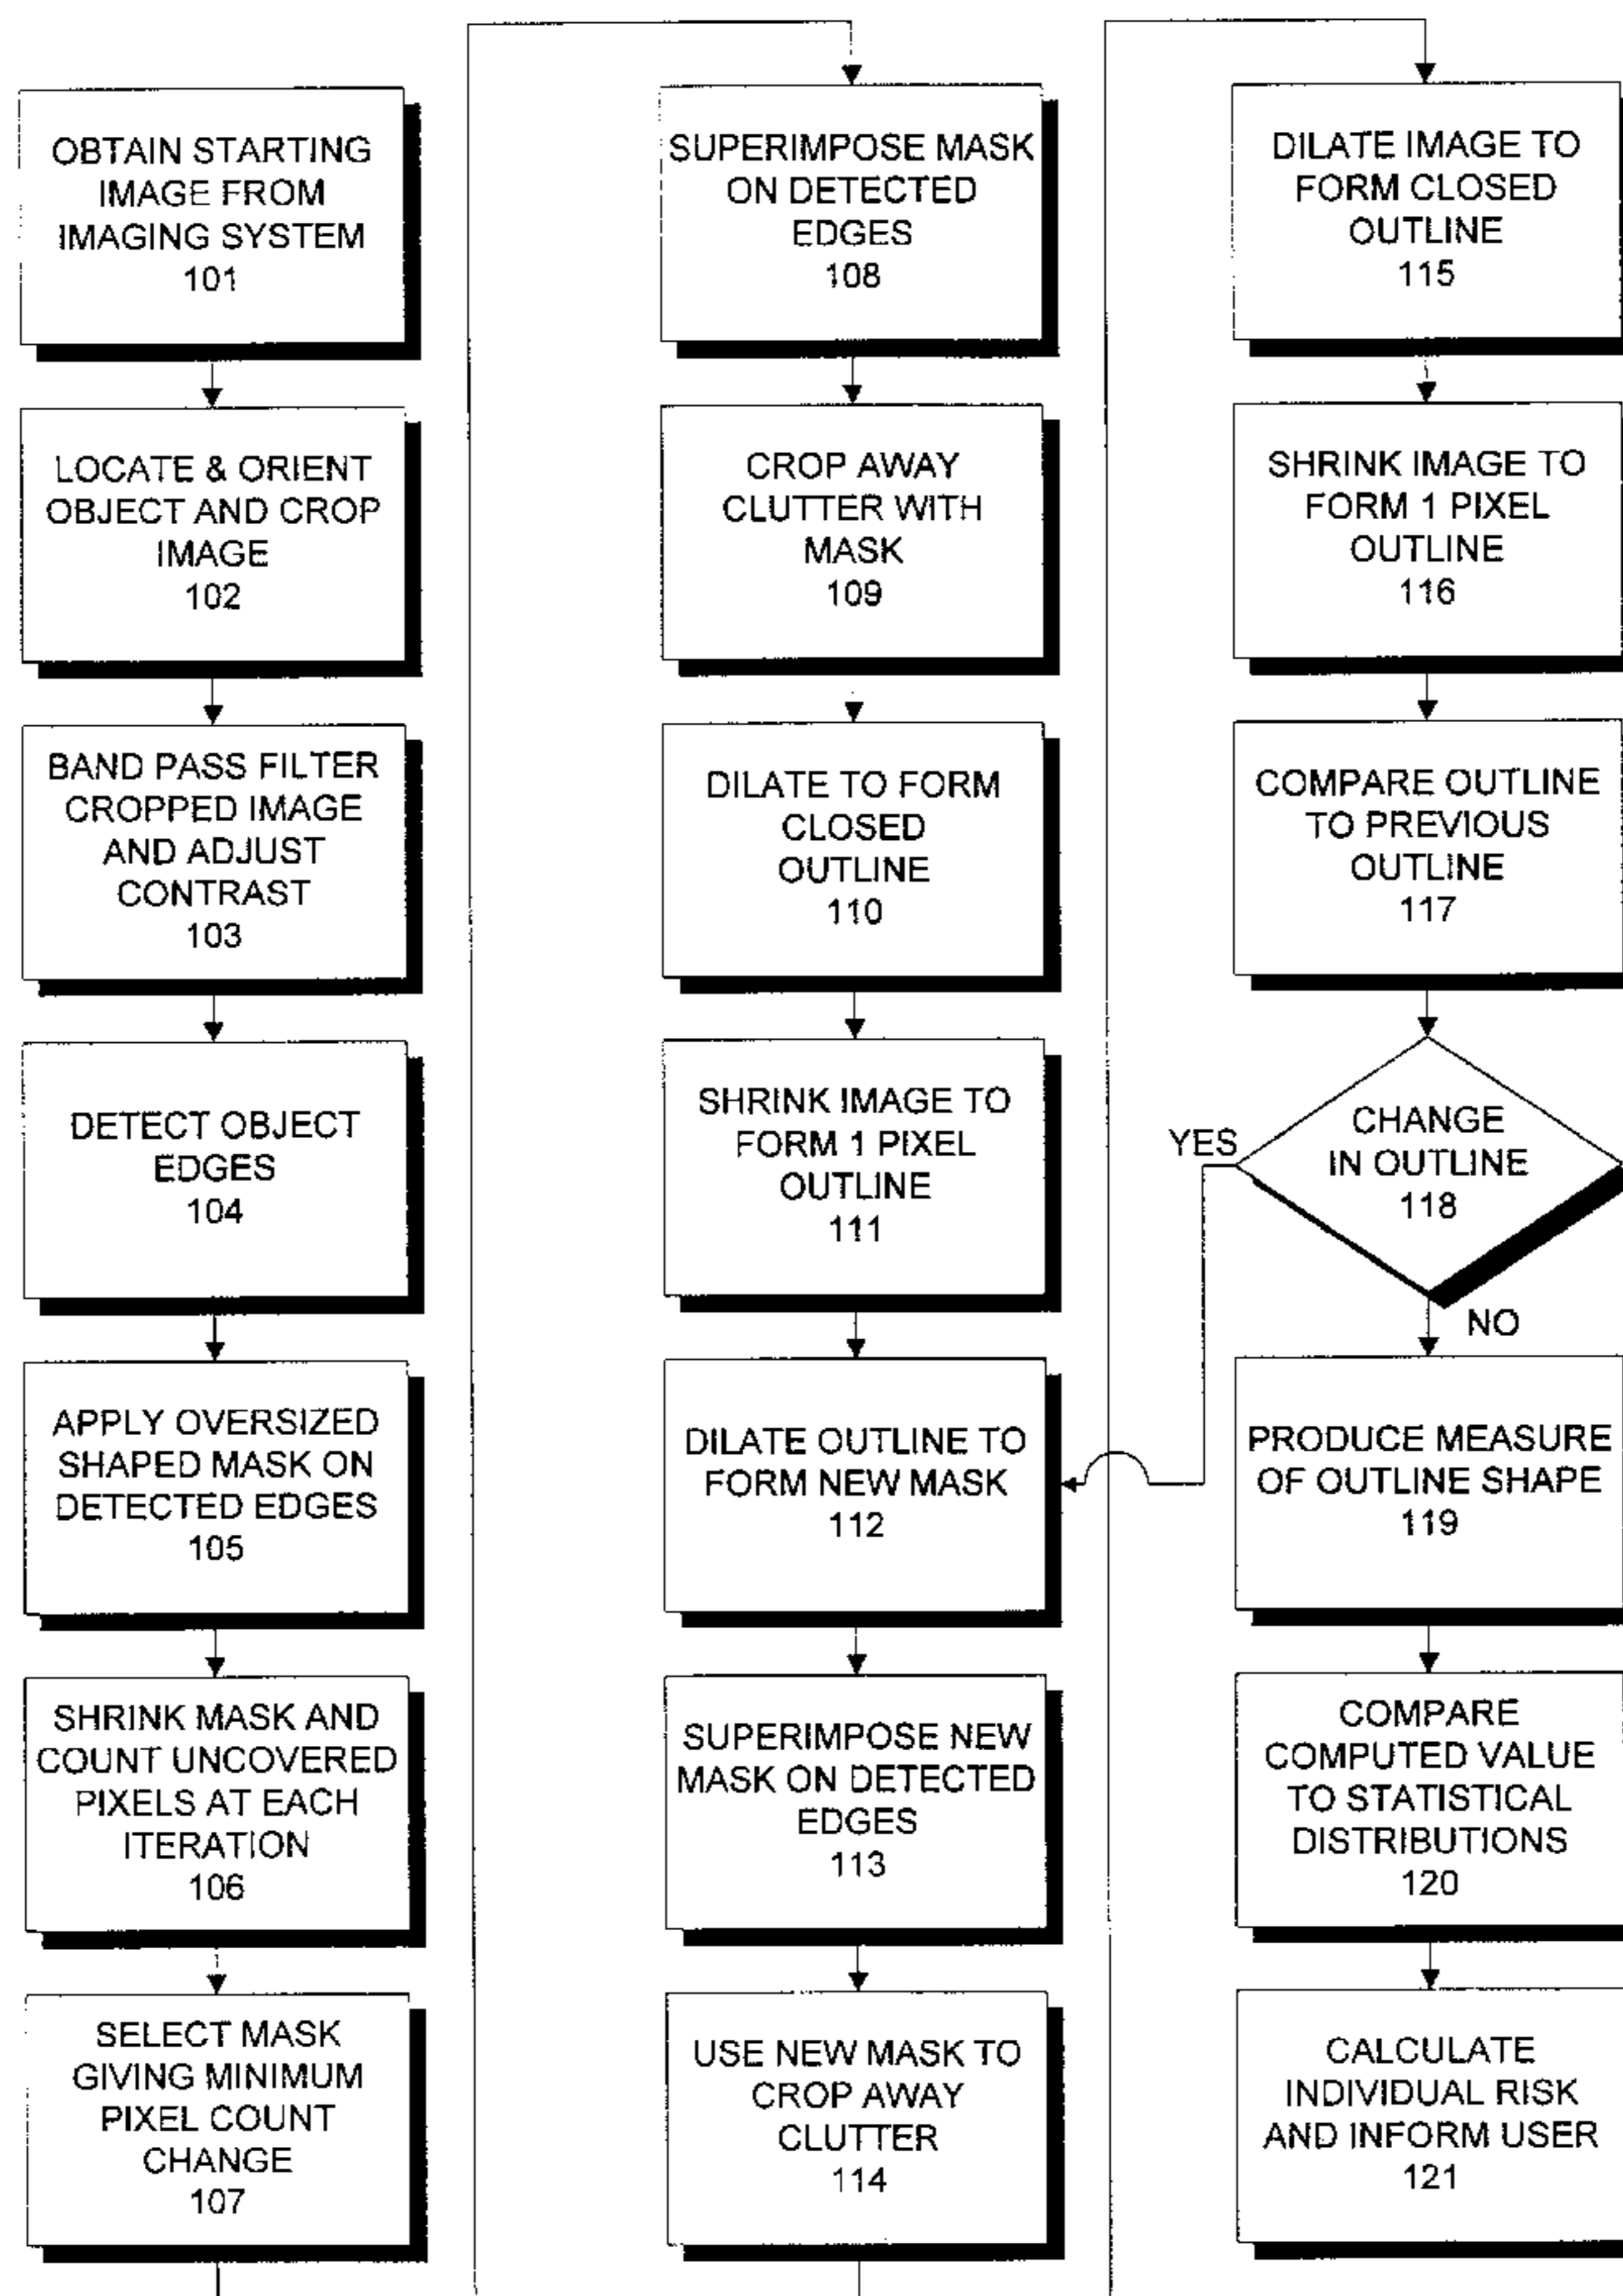 OBTAIN STARTING
IMAGE FROM
IMAGING SYSTEM
101
LOCATE & ORIENT
OBJECT AND CROP
IMAGE
102
BAND PASS FILTER
CROPPED IMAGE
AND ADJUST
CONTRAST
103
DETECT OBJECT
EDGES
104
APPLY OVERSIZED
SHAPED MASK ON
DETECTED EDGES
105
SHRINK MASK AND
COUNT UNCOVERED
PIXELS AT EACH
ITERATION
106
SELECT MASK
GIVING MINIMUM
PIXEL COUNT
CHANGE
107
SUPERIMPOSE MASK
ON DETECTED
EDGES
108
CROP AWAY
CLUTTER WITH
MASK
109
DILATE TO FORM
CLOSED
OUTLINE
110
SHRINK IMAGE TO
FORM 1 PIXEL
OUTLINE
111
DILATE OUTLINE TO
FORM NEW MASK
112
SUPERIMPOSE NEW
MASK ON DETECTED
EDGES
113
USE NEW MASK TO
CROP AWAY
CLUTTER
114
DILATE IMAGE TO
FORM CLOSED
OUTLINE
115
SHRINK IMAGE TO
FORM 1 PIXEL
OUTLINE
116
COMPARE OUTLINE
TO PREVIOUS
OUTLINE
117
CHANGE
IN OUTLINE
118
YES
NO
PRODUCE MEASURE
OF OUTLINE SHAPE
119
COMPARE
COMPUTED VALUE
TO STATISTICAL
DISTRIBUTIONS
120
CALCULATE
INDIVIDUAL RISK
AND INFORM USER
121